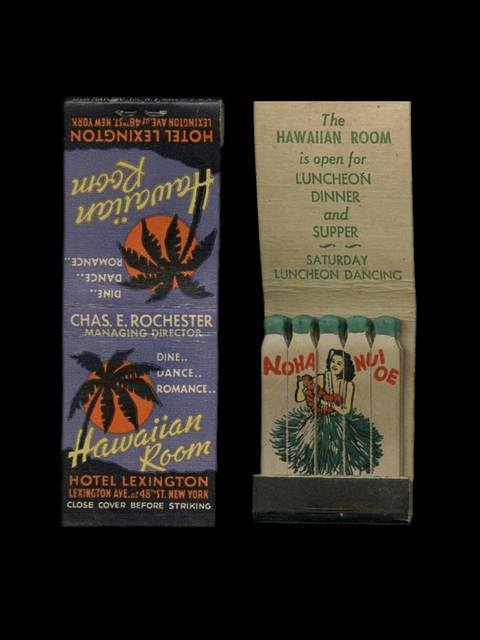 HOTEL LEXINGTON
LEXINGTON AVE. at 48TH ST. NEW YORK
Hawaiian
Room
DINE..
DANCE..
ROMANCE..
CHAS. E. ROCHESTER
MANAGING DIRECTOR
DINE..
DANCE..
ROMANCE..
Hawaiian
Room
HOTEL LEXINGTON
LEXINGTON AVE. at 48TH ST. NEW YORK
CLOSE COVER BEFORE STRIKING
The
HAWAIIAN ROOM
is open for
LUNCHEON
DINNER
and
SUPPER
SATURDAY
LUNCHEON DANCING
ALOHA NUI
OE